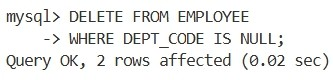 mysql> DELETE FROM EMPLOYEE
-> WHERE DEPT_CODE IS NULL;
Query OK, 2 rows affected (0.02 sec)